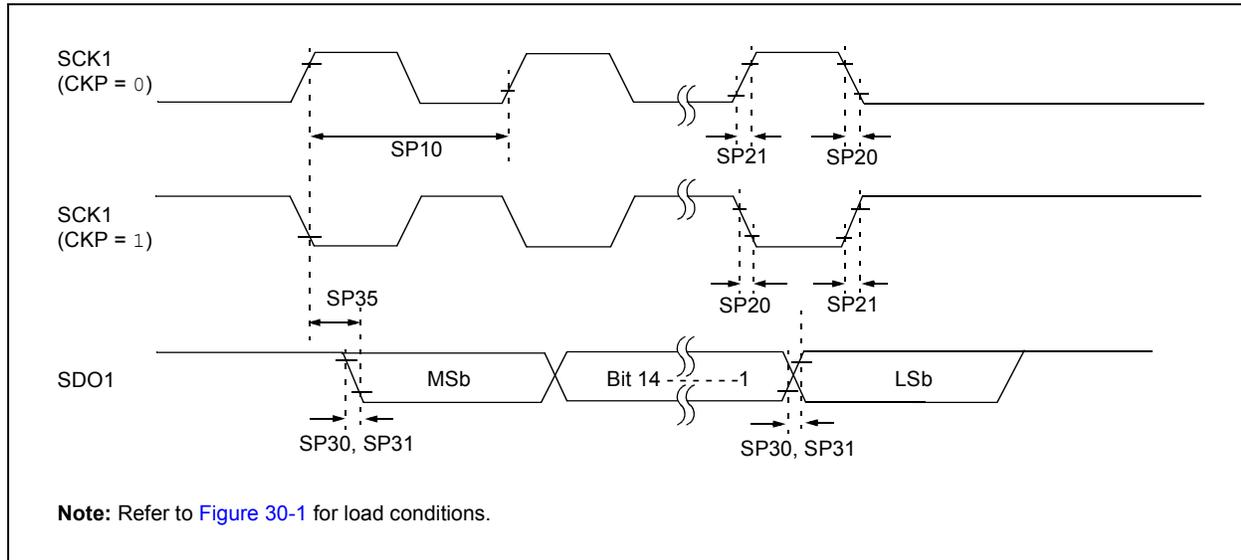 SCK1
(CKP = 0)
SP10
SP21
SP20
SCK1
(CKP = 1)
SP35
SP20
SP21
SDO1
MSb
Bit 14 - - - - - -1
LSb
SP30, SP31
SP30, SP31
Note: Refer to Figure 30-1 for load conditions.